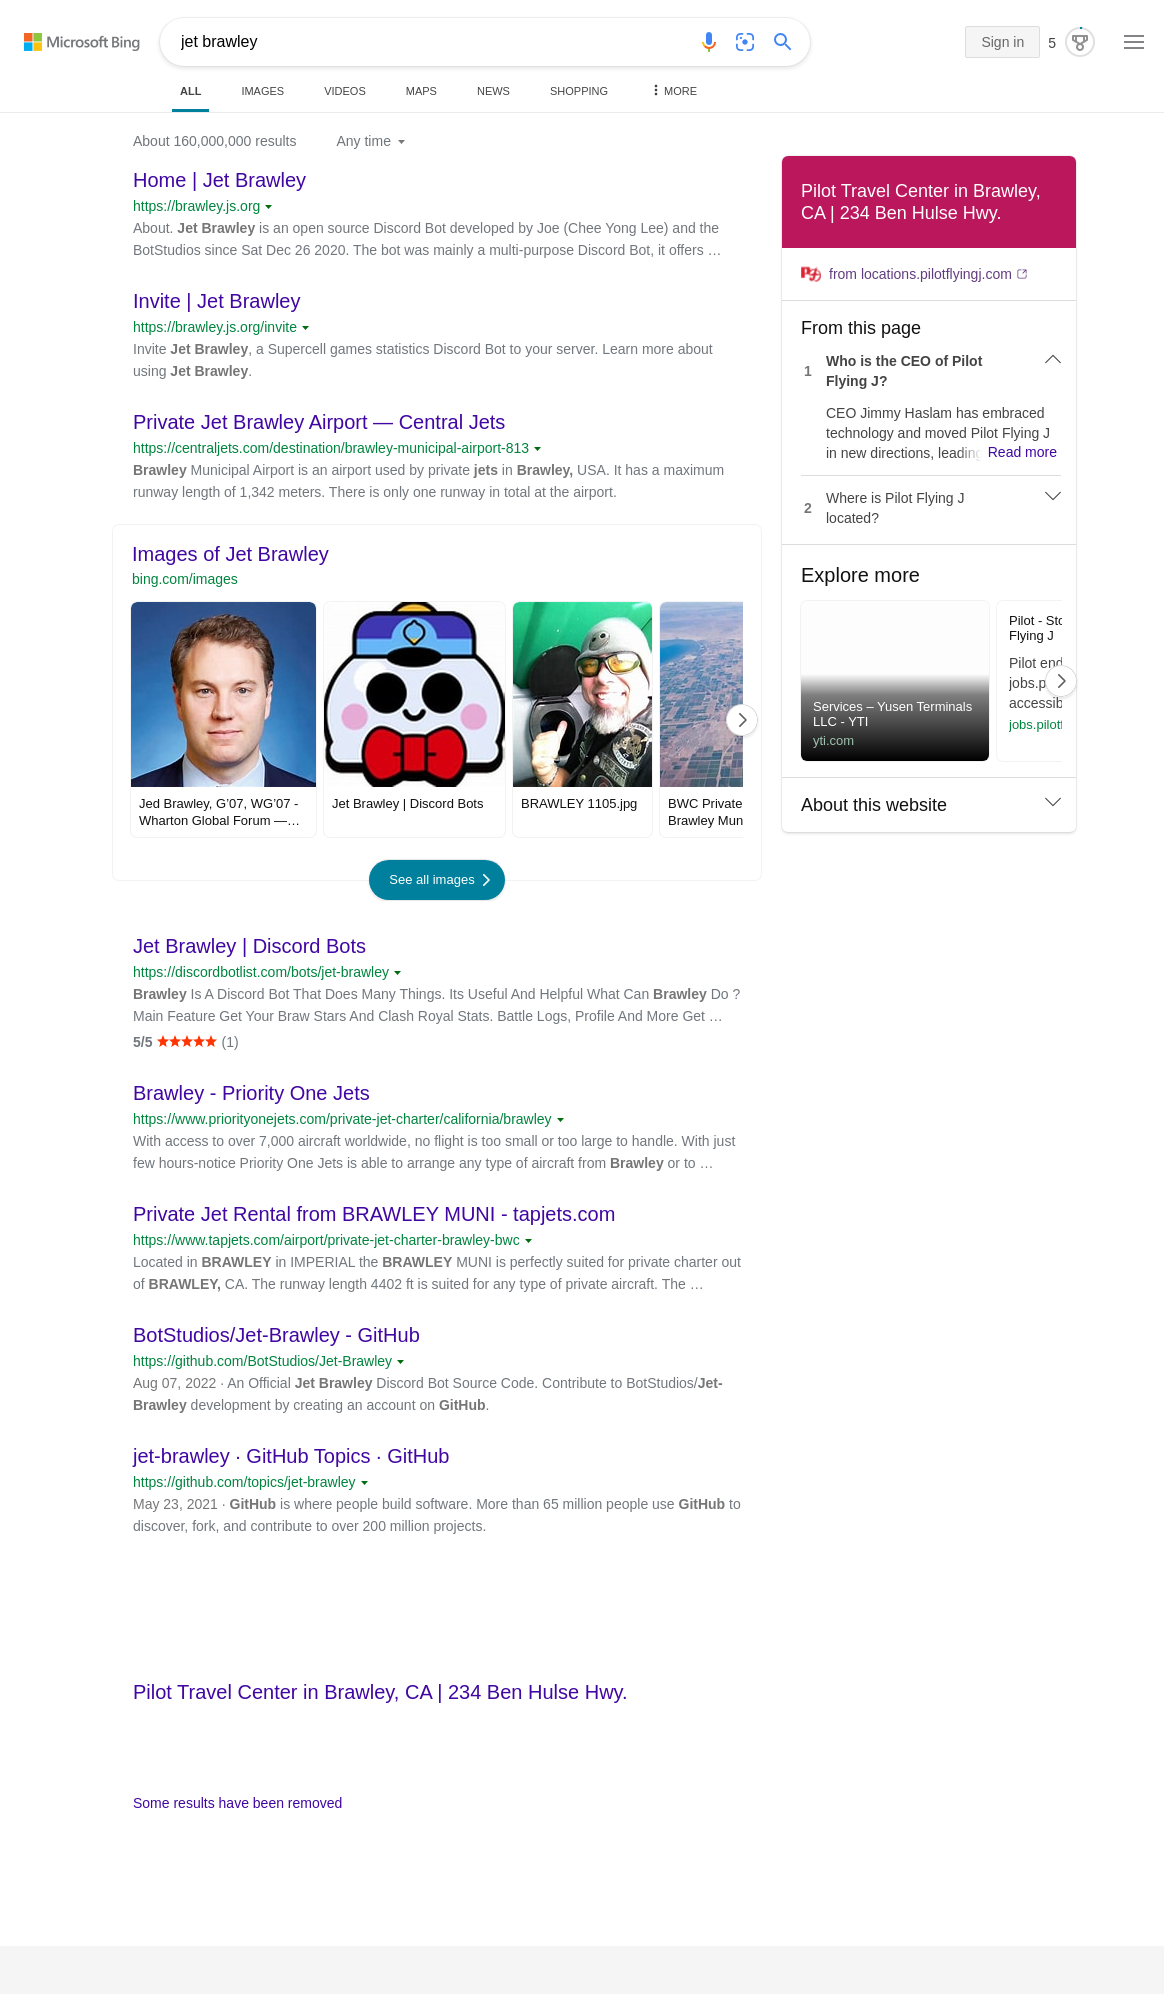 Microsoft Bing
jet brawley
Sign in
5
ALL
IMAGES
VIDEOS
MAPS
NEWS
SHOPPING
MORE
About 160,000,000 results
Any time
Home | Jet Brawley
https://brawley.js.org
About. Jet Brawley is an open source Discord Bot developed by Joe (Chee Yong Lee) and the
BotStudios since Sat Dec 26 2020. The bot was mainly a multi-purpose Discord Bot, it offers …
Invite | Jet Brawley
https://brawley.js.org/invite
Invite Jet Brawley, a Supercell games statistics Discord Bot to your server. Learn more about
using Jet Brawley.
Private Jet Brawley Airport — Central Jets
https://centraljets.com/destination/brawley-municipal-airport-813
Brawley Municipal Airport is an airport used by private jets in Brawley, USA. It has a maximum
runway length of 1,342 meters. There is only one runway in total at the airport.
Images of Jet Brawley
bing.com/images
Jed Brawley, G’07, WG’07 -
Wharton Global Forum —…
Jet Brawley | Discord Bots
BRAWLEY 1105.jpg
BWC Private
Brawley Mun
See all images
Jet Brawley | Discord Bots
https://discordbotlist.com/bots/jet-brawley
Brawley Is A Discord Bot That Does Many Things. Its Useful And Helpful What Can Brawley Do ?
Main Feature Get Your Braw Stars And Clash Royal Stats. Battle Logs, Profile And More Get …
5/5 ★★★★★ (1)
Brawley - Priority One Jets
https://www.priorityonejets.com/private-jet-charter/california/brawley
With access to over 7,000 aircraft worldwide, no flight is too small or too large to handle. With just
few hours-notice Priority One Jets is able to arrange any type of aircraft from Brawley or to …
Private Jet Rental from BRAWLEY MUNI - tapjets.com
https://www.tapjets.com/airport/private-jet-charter-brawley-bwc
Located in BRAWLEY in IMPERIAL the BRAWLEY MUNI is perfectly suited for private charter out
of BRAWLEY, CA. The runway length 4402 ft is suited for any type of private aircraft. The …
BotStudios/Jet-Brawley - GitHub
https://github.com/BotStudios/Jet-Brawley
Aug 07, 2022 · An Official Jet Brawley Discord Bot Source Code. Contribute to BotStudios/Jet-
Brawley development by creating an account on GitHub.
jet-brawley · GitHub Topics · GitHub
https://github.com/topics/jet-brawley
May 23, 2021 · GitHub is where people build software. More than 65 million people use GitHub to
discover, fork, and contribute to over 200 million projects.
Pilot Travel Center in Brawley, CA | 234 Ben Hulse Hwy.
Some results have been removed
Pilot Travel Center in Brawley,
CA | 234 Ben Hulse Hwy.
from locations.pilotflyingj.com
From this page
1
Who is the CEO of Pilot
Flying J?
CEO Jimmy Haslam has embraced
technology and moved Pilot Flying J
in new directions, leading Read more
2
Where is Pilot Flying J
located?
Explore more
Services – Yusen Terminals
LLC - YTI
yti.com
Pilot - Sto
Flying J
Pilot end
jobs.p
accessib
jobs.pilotf
About this website